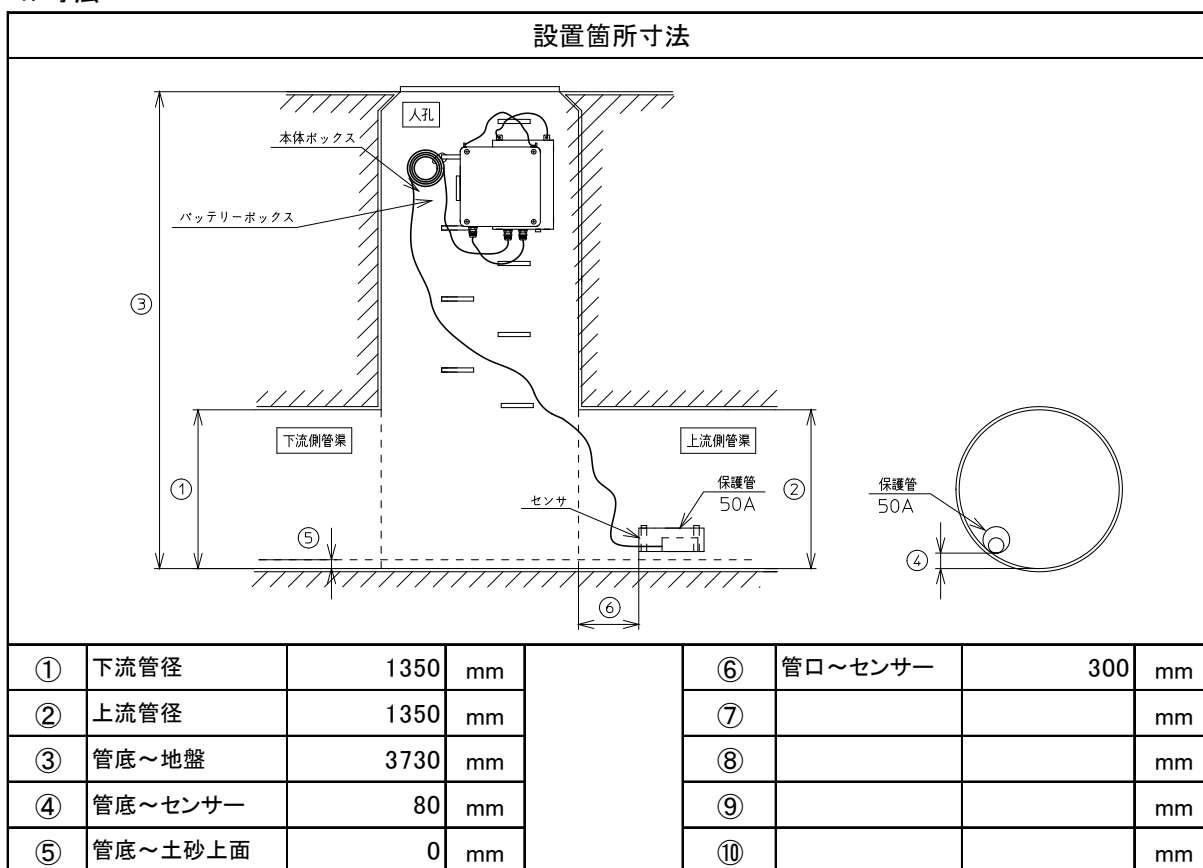 設置箇所寸法
人孔
本体ボックス
バッテリーボックス
③
下流側管渠
上流側管渠
①
②
⑤
センサ
保護管
50A
⑥
保護管
50A
④
① 下流管径 1350 mm ⑥ 管口～センサー 300 mm
② 上流管径 1350 mm ⑦ mm
③ 管底～地盤 3730 mm ⑧ mm
④ 管底～センサー 80 mm ⑨ mm
⑤ 管底～土砂上面 0 mm ⑩ mm